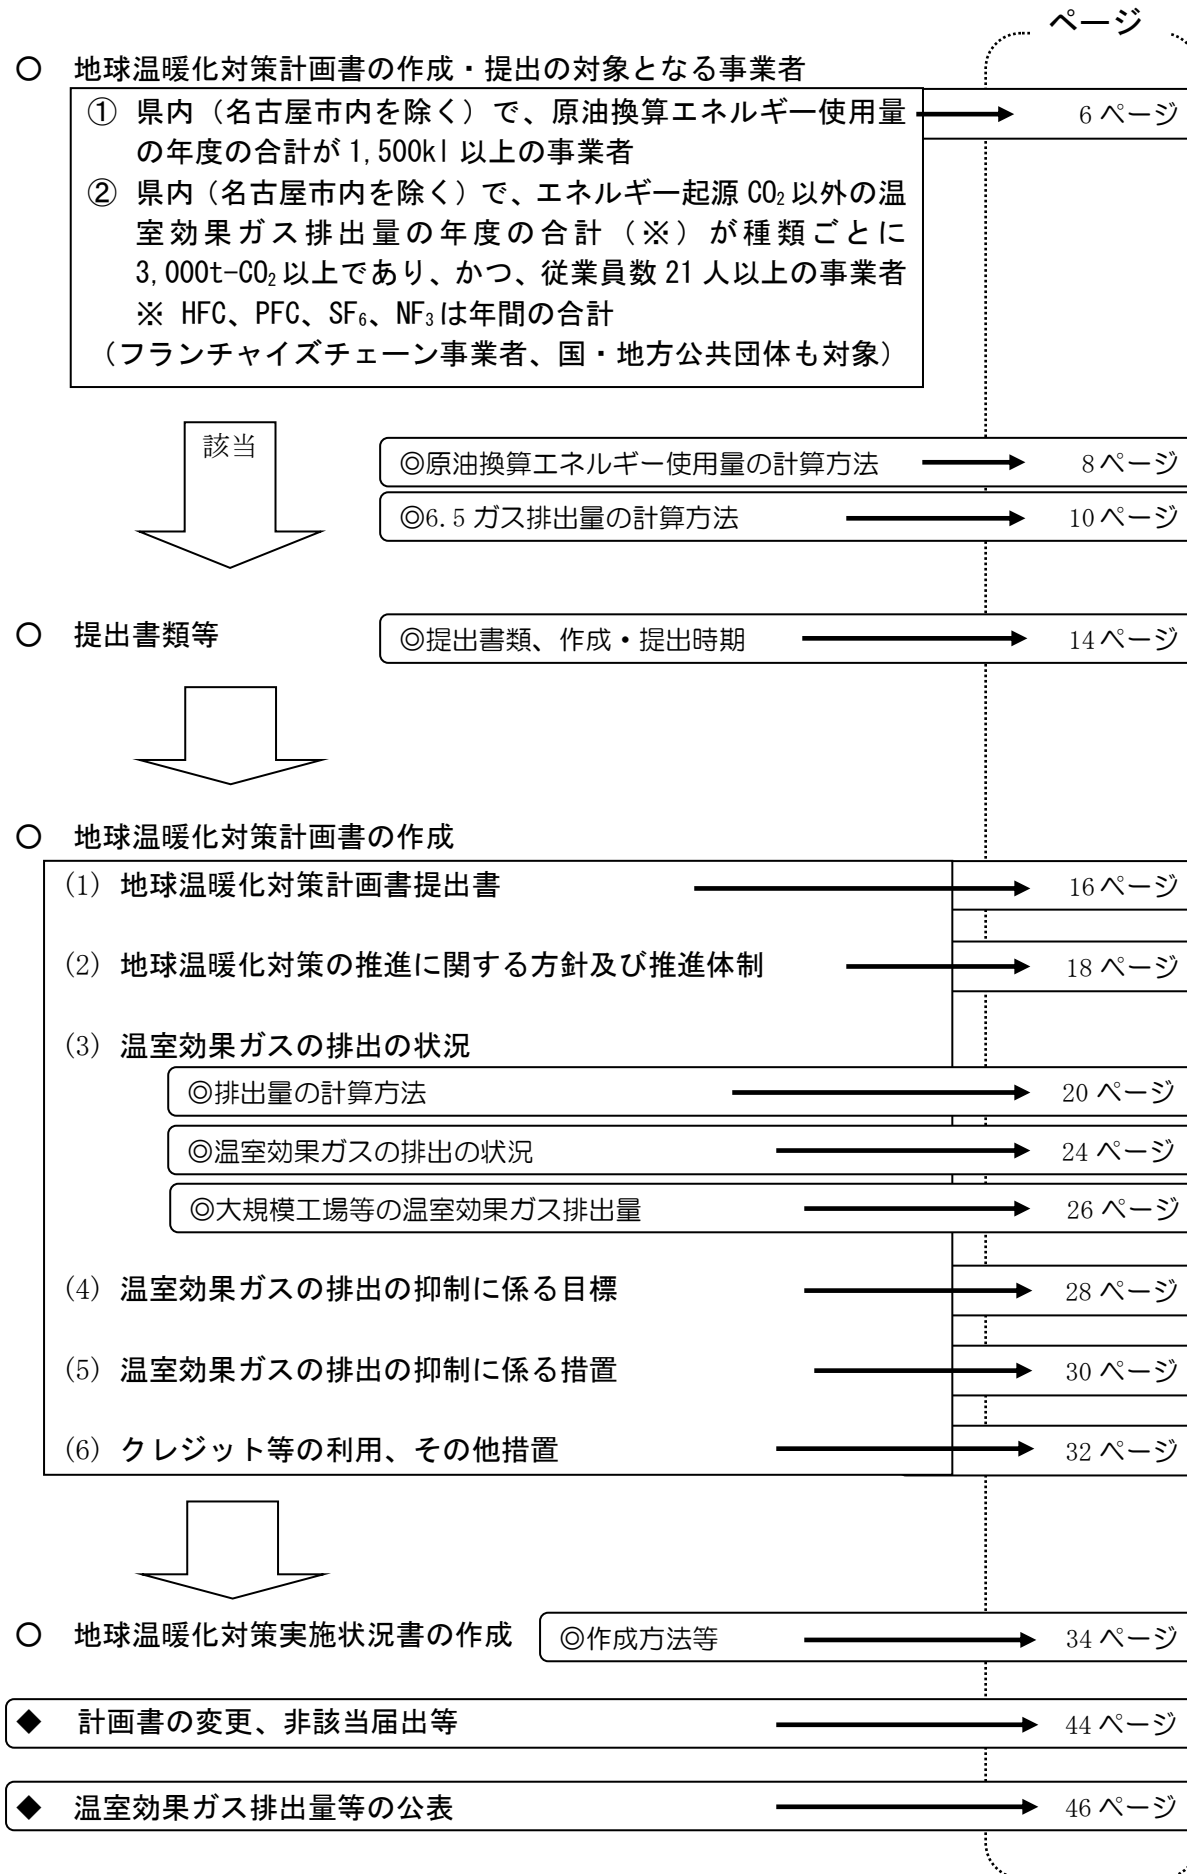 ページ
○ 地球温暖化対策計画書の作成・提出の対象となる事業者
① 県内（名古屋市内を除く）で、原油換算エネルギー使用量 6 ページ
の年度の合計が 1,500kl 以上の事業者
② 県内（名古屋市内を除く）で、エネルギー起源 CO₂以外の温
室効果ガス排出量の年度の合計（※）が種類ごとに
3,000t-CO₂以上であり、かつ、従業員数 21 人以上の事業者
※ HFC、PFC、SF₆、NF₃は年間の合計
（フランチャイズチェーン事業者、国・地方公共団体も対象）
該当
◎原油換算エネルギー使用量の計算方法 8 ページ
◎6.5 ガス排出量の計算方法 10 ページ
○ 提出書類等 ◎提出書類、作成・提出時期 14 ページ
○ 地球温暖化対策計画書の作成
(1) 地球温暖化対策計画書提出書 16 ページ
(2) 地球温暖化対策の推進に関する方針及び推進体制 18 ページ
(3) 温室効果ガスの排出の状況
◎排出量の計算方法 20 ページ
◎温室効果ガスの排出の状況 24 ページ
◎大規模工場等の温室効果ガス排出量 26 ページ
(4) 温室効果ガスの排出の抑制に係る目標 28 ページ
(5) 温室効果ガスの排出の抑制に係る措置 30 ページ
(6) クレジット等の利用、その他措置 32 ページ
○ 地球温暖化対策実施状況書の作成 ◎作成方法等 34 ページ
◆ 計画書の変更、非該当届出等 44 ページ
◆ 温室効果ガス排出量等の公表 46 ページ